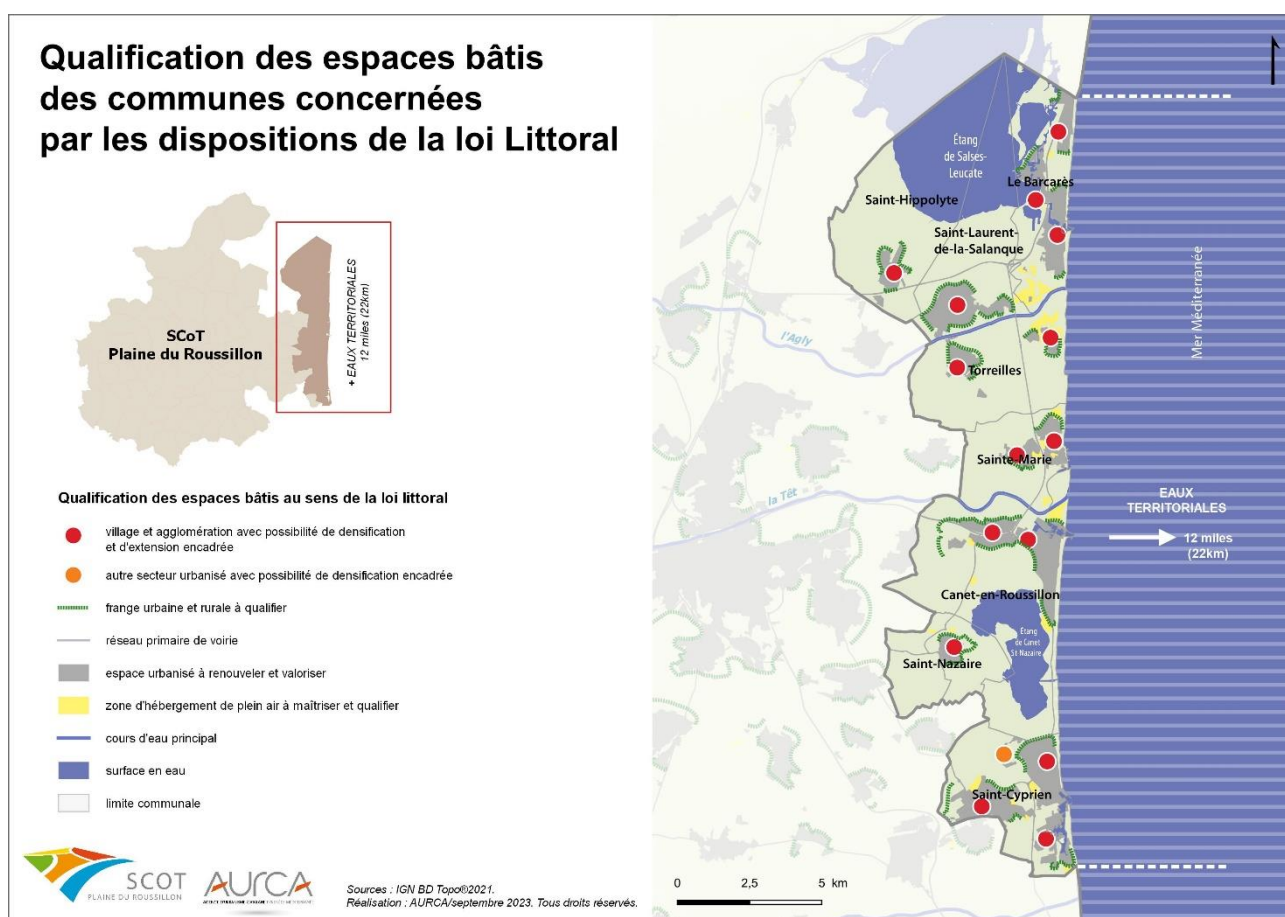 Qualification des espaces bâtis
des communes concernées
par les dispositions de la loi Littoral
SCoT
Plaine du Roussillon
+ EAUX TERRITORIALES
12 miles (22km)
Qualification des espaces bâtis au sens de la loi littoral
village et agglomération avec possibilité de densification
et d'extension encadrée
autre secteur urbanisé avec possibilité de densification encadrée
frange urbaine et rurale à qualifier
réseau primaire de voirie
espace urbanisé à renouveler et valoriser
zone d'hébergement de plein air à maîtriser et qualifier
cours d'eau principal
surface en eau
limite communale
SCOT
PLAINE DU ROUSSILLON
AURCA
Sources : IGN BD Topo®2021.
Réalisation : AURCA/septembre 2023. Tous droits réservés.
Étang
de Salses-
Leucate
Le Barcarès
Saint-Hippolyte
Saint-Laurent-
de-la-Salanque
l'Agly
Torreilles
Sainte-Marie
la Têt
Canet-en-Roussillon
Étang
de Canet
St Nazaire
Saint-Nazaire
Saint-Cyprien
Mer Méditerranée
EAUX
TERRITORIALES
12 miles
(22km)
0 2,5 5 km